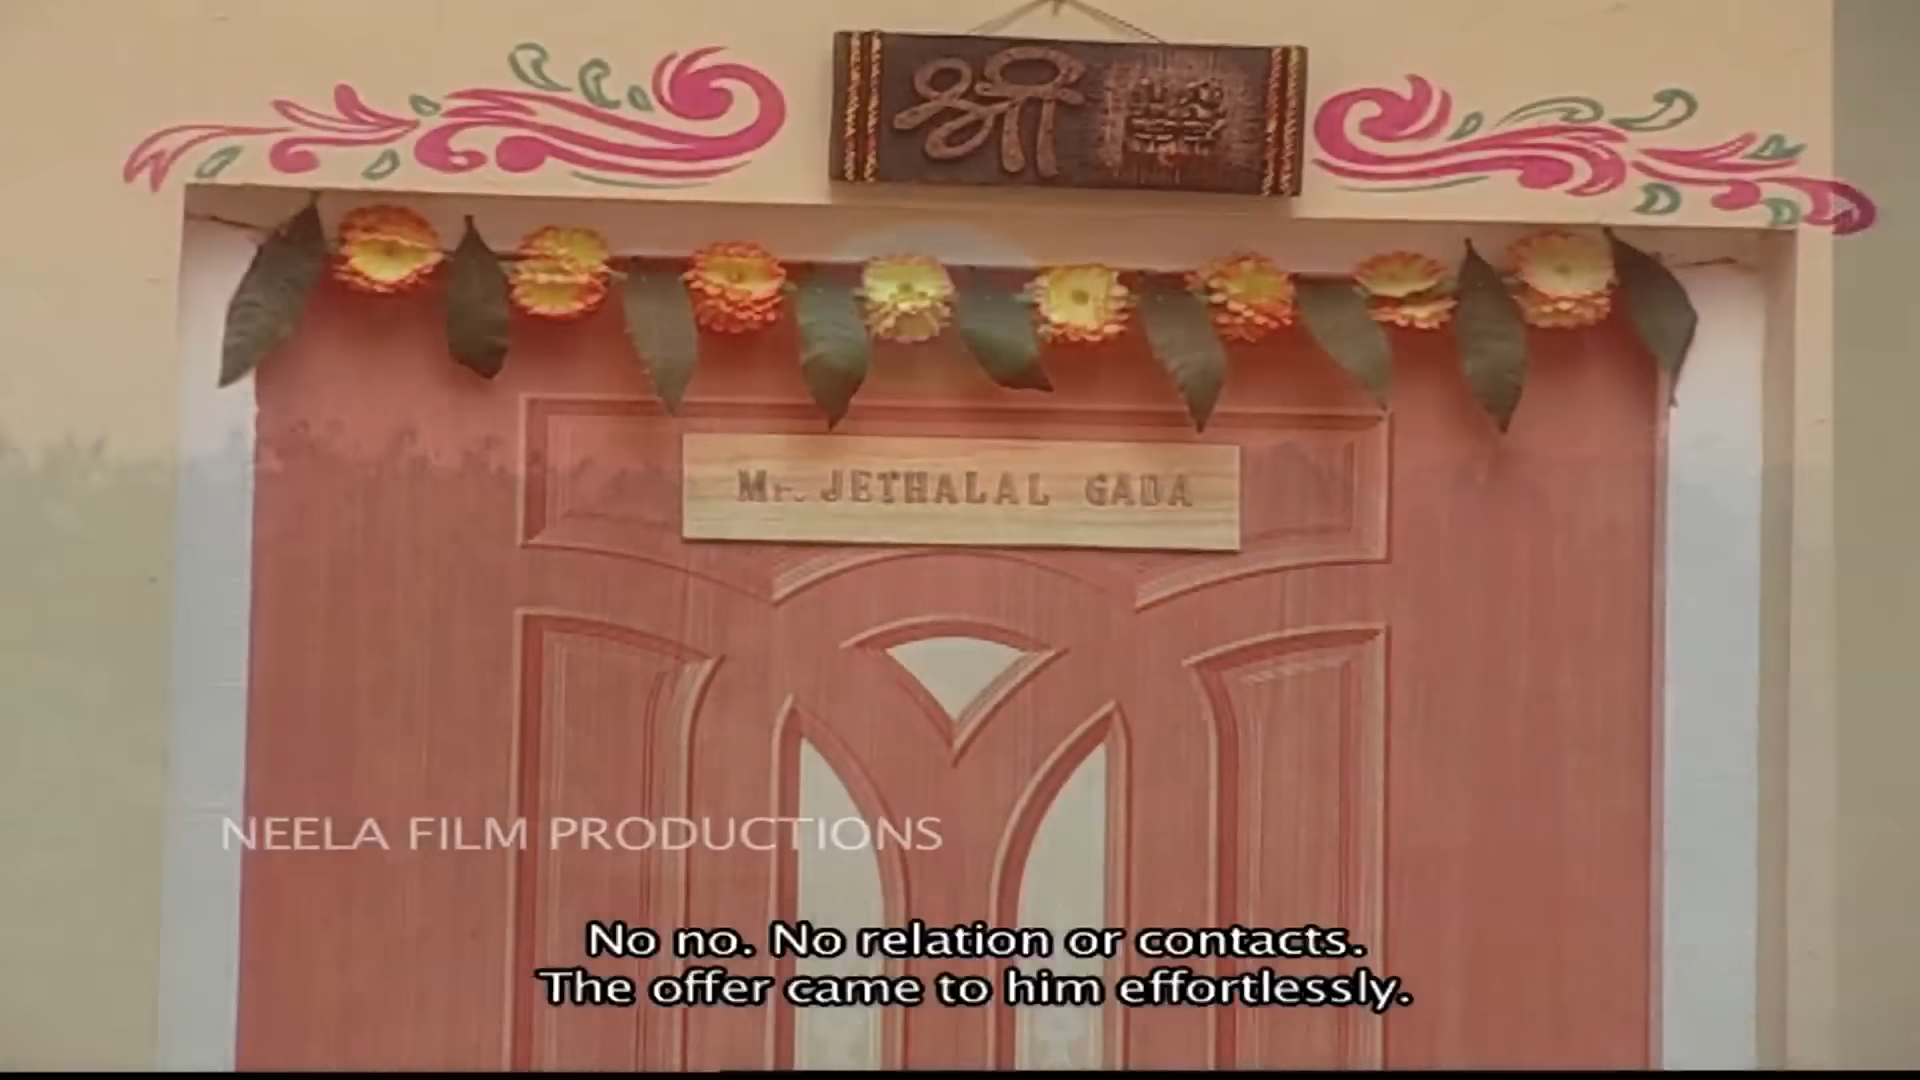 श्री
Mr. JETHALAL GADA
NEELA FILM PRODUCTIONS
No no. No relation or contacts.
The offer came to him effortlessly.